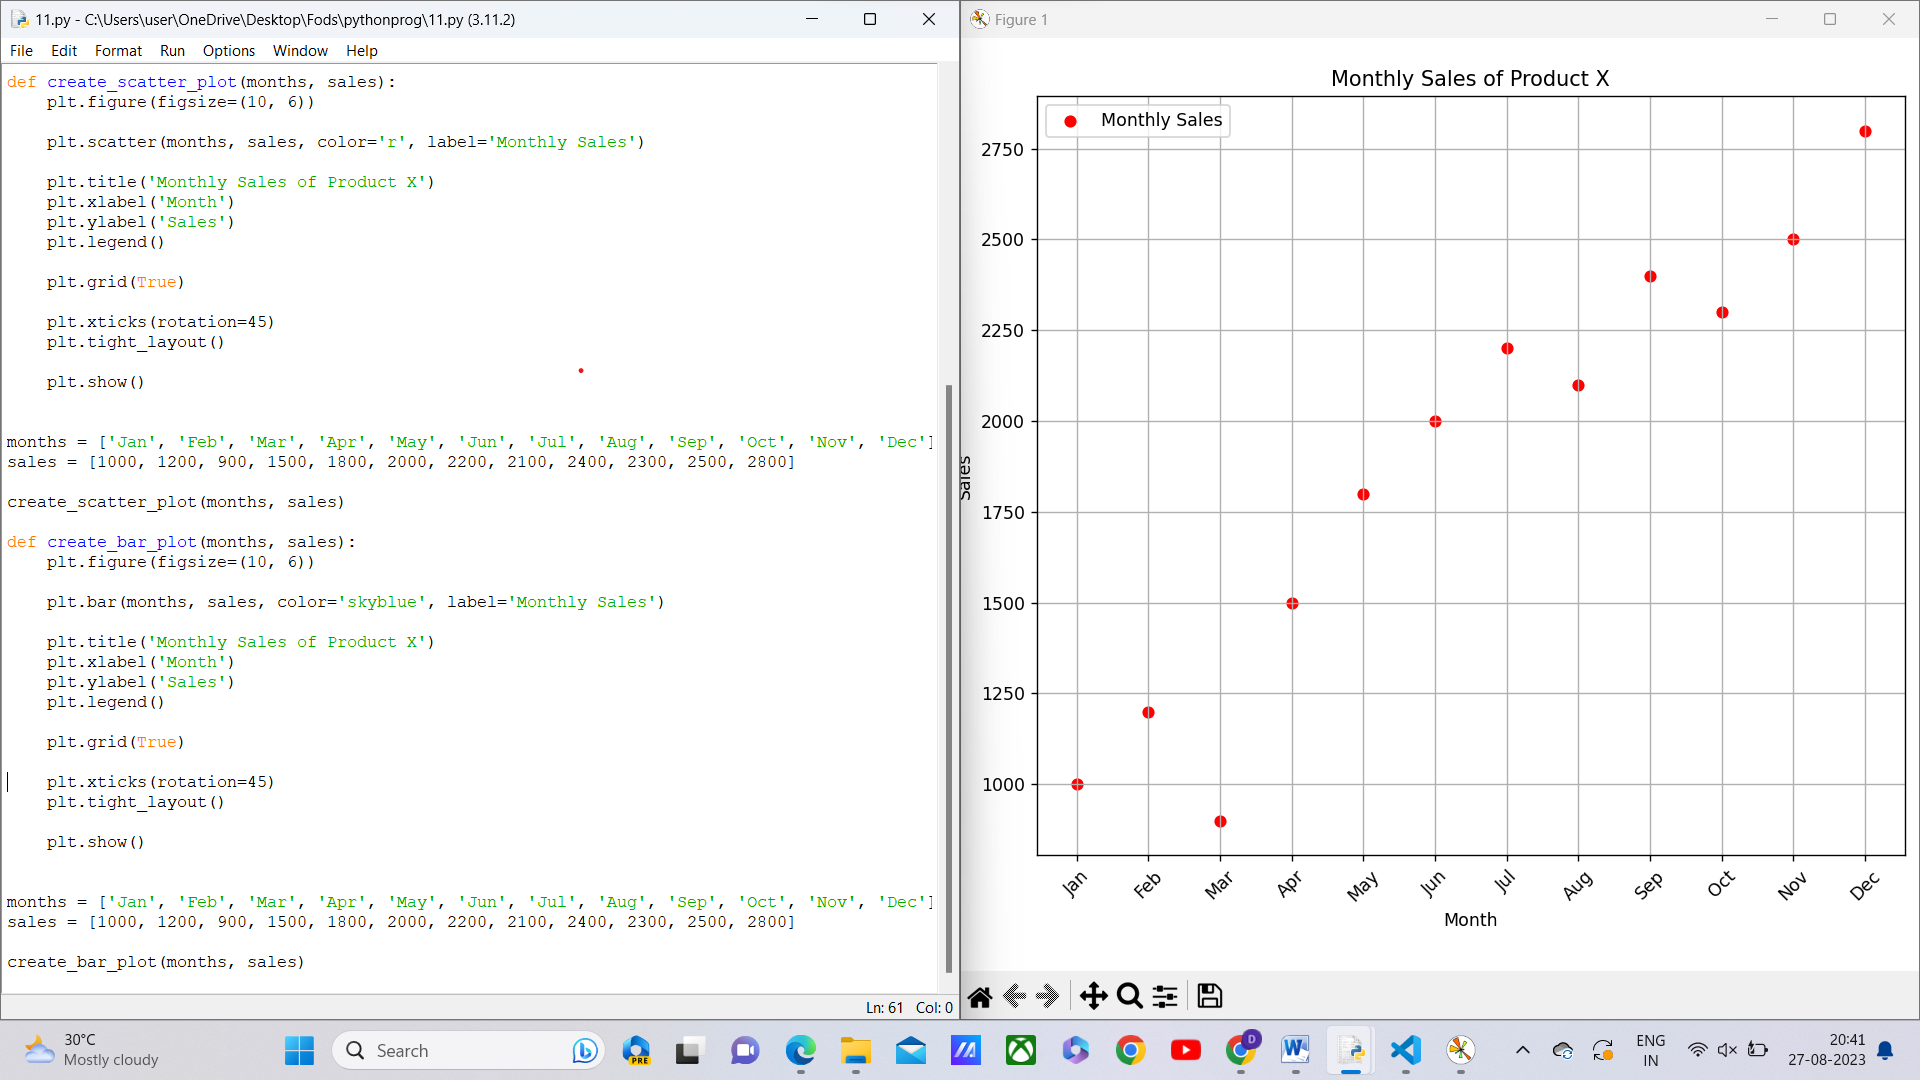 11.py - C:\Users\user\OneDrive\Desktop\Fods\pythonprog\11.py (3.11.2)
File Edit Format Run Options Window Help
def create_scatter_plot(months, sales):
    plt.figure(figsize=(10, 6))
    plt.scatter(months, sales, color='r', label='Monthly Sales')
    plt.title('Monthly Sales of Product X')
    plt.xlabel('Month')
    plt.ylabel('Sales')
    plt.legend()
    plt.grid(True)
    plt.xticks(rotation=45)
    plt.tight_layout()
    plt.show()
months = ['Jan', 'Feb', 'Mar', 'Apr', 'May', 'Jun', 'Jul', 'Aug', 'Sep', 'Oct', 'Nov', 'Dec']
sales = [1000, 1200, 900, 1500, 1800, 2000, 2200, 2100, 2400, 2300, 2500, 2800]
create_scatter_plot(months, sales)
def create_bar_plot(months, sales):
    plt.figure(figsize=(10, 6))
    plt.bar(months, sales, color='skyblue', label='Monthly Sales')
    plt.title('Monthly Sales of Product X')
    plt.xlabel('Month')
    plt.ylabel('Sales')
    plt.legend()
    plt.grid(True)
    plt.xticks(rotation=45)
    plt.tight_layout()
    plt.show()
months = ['Jan', 'Feb', 'Mar', 'Apr', 'May', 'Jun', 'Jul', 'Aug', 'Sep', 'Oct', 'Nov', 'Dec']
sales = [1000, 1200, 900, 1500, 1800, 2000, 2200, 2100, 2400, 2300, 2500, 2800]
create_bar_plot(months, sales)
Ln: 61 Col: 0
Figure 1
Monthly Sales of Product X
Monthly Sales
2750
2500
2250
2000
1750
1500
1250
1000
Sales
Jan Feb Mar Apr May Jun Jul Aug Sep Oct Nov Dec
Month
30°C
Mostly cloudy
Search
PRE
D
W
ENG
IN
20:41
27-08-2023